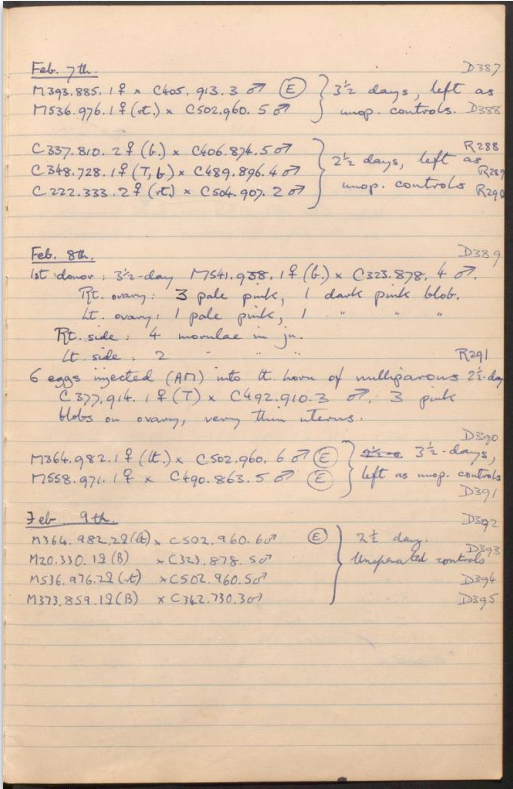 Feb. 7th. D387
M393.885.1♀ × C405.913.3 ♂ (E) } 3½ days, left as
M536.976.1♀ (rt.) × C502.960.5♂ } unop. controls. D388
C337.810.2♀ (b.) × C406.874.5♂ R288
C348.728.1♀ (T, b.) × C489.896.4♂ } 2½ days, left as R289
C222.333.2♀ (rt.) × C504.907.2♂ } unop. controls R290
Feb. 8th. D389
1st donor: 3½-day M541.938.1♀ (b.) × C323.878.4 ♂.
Rt. ovary: 3 pale pink, 1 dark pink blob.
Lt. ovary: 1 pale pink, 1 " " "
Rt. side: 4 morulae in jn.
Lt side: 2 " " " R291
6 eggs injected (AM) into lt. horn of nulliparous 2½-day
C377.914.1♀ (T) × C492.910.3 ♂. 3 pink
blobs on ovary, very thin uterus.
D390
M364.982.1♀ (lt.) × C502.960.6♂ (E) } 3½-days,
M558.971.1♀ × C490.863.5♂ (E) } left as unop. controls
D391
Feb 9th. D392
M364.982.2♀ (lt). × C502.960.6♂ (E) } 2½ day.
M20.330.1♀ (B) × C323.878.5♂ Unoperated controls D393
M536.976.2♀ × C502.960.5♂ D394
M373.859.1♀ (B) × C362.730.3♂ D395